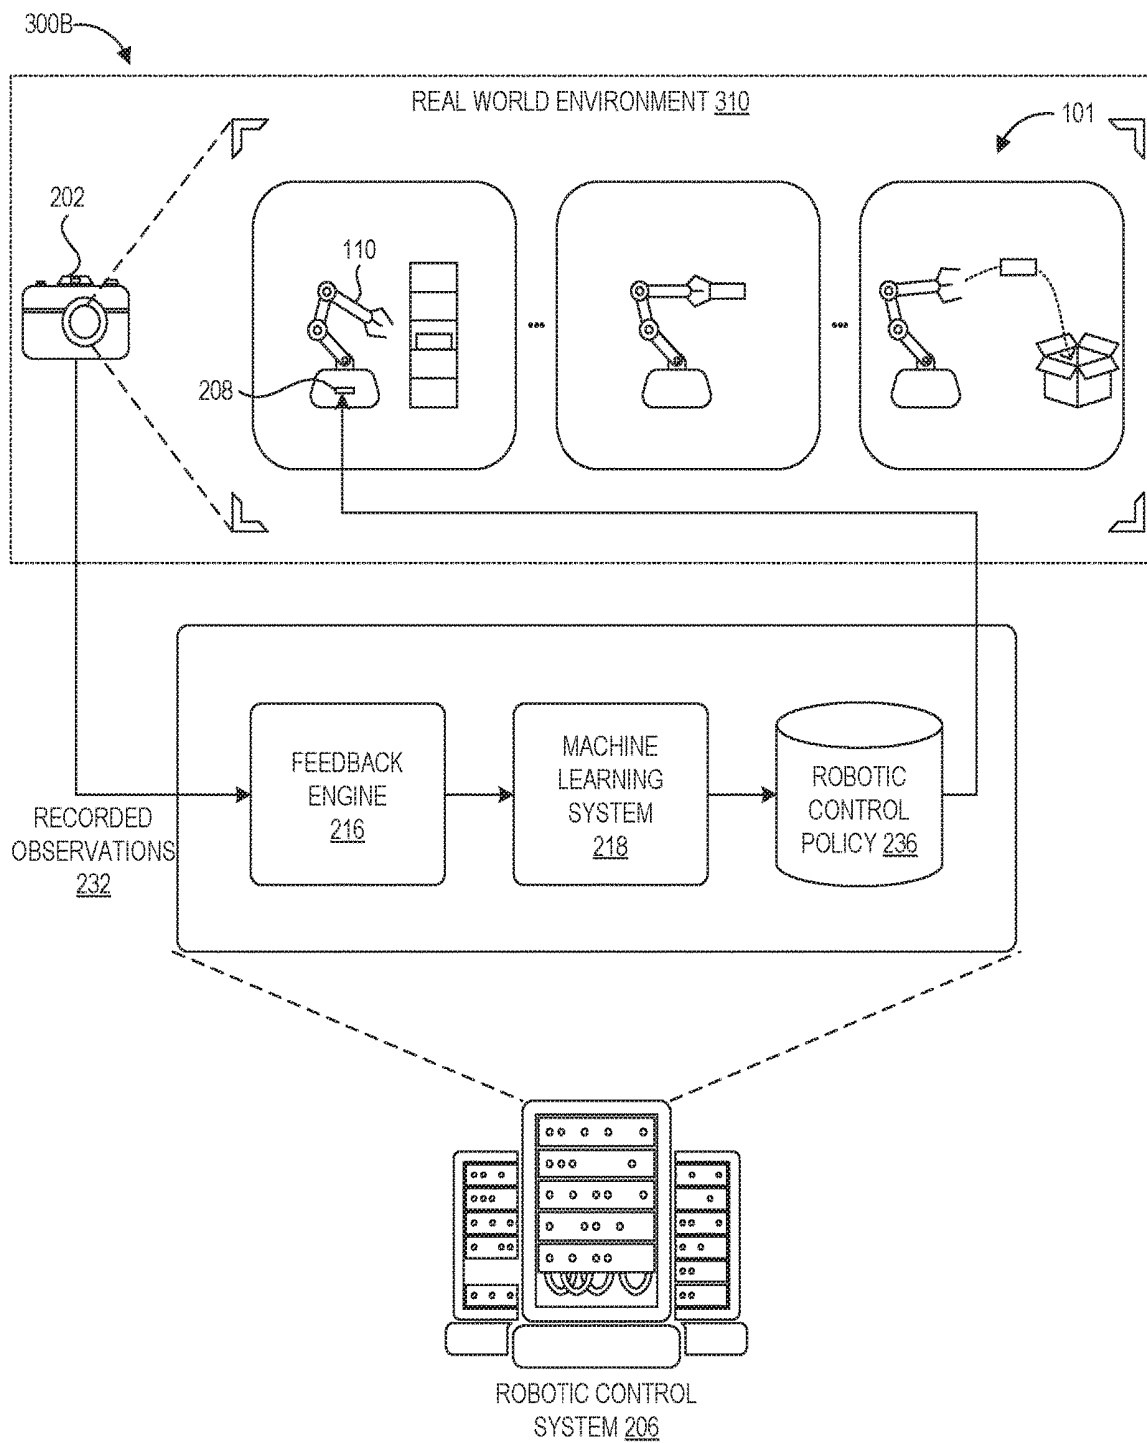 300B
REAL WORLD ENVIRONMENT 310
101
202
110
208
...
...
FEEDBACK
ENGINE
216
MACHINE
LEARNING
SYSTEM
218
ROBOTIC
CONTROL
POLICY 236
RECORDED
OBSERVATIONS
232
ROBOTIC CONTROL
SYSTEM 206